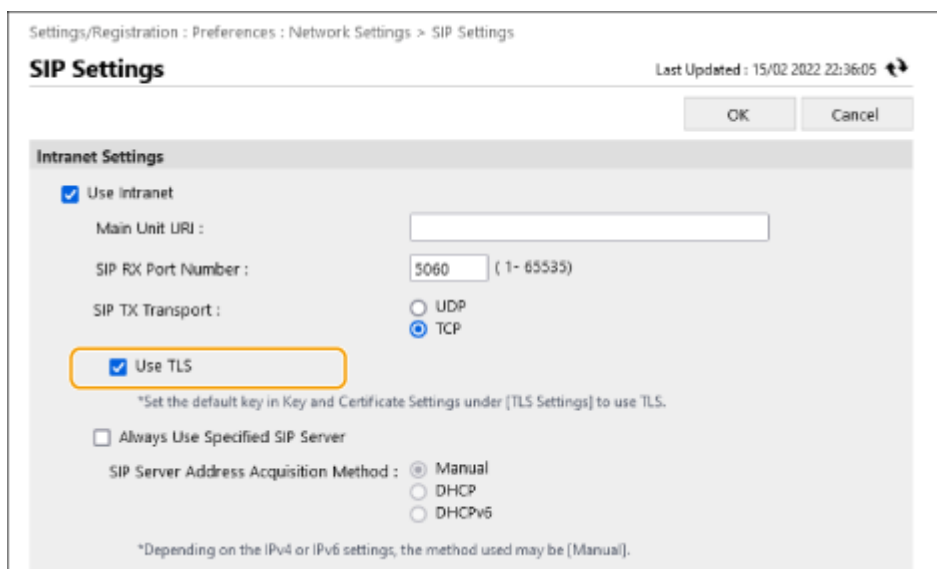 Settings/Registration : Preferences : Network Settings > SIP Settings
SIP Settings
Last Updated : 15/02 2022 22:36:05
OK Cancel
Intranet Settings
Use Intranet
Main Unit URI :
SIP RX Port Number : 5060 ( 1- 65535)
SIP TX Transport : UDP
TCP
Use TLS
*Set the default key in Key and Certificate Settings under [TLS Settings] to use TLS.
Always Use Specified SIP Server
SIP Server Address Acquisition Method : Manual
DHCP
DHCPv6
*Depending on the IPv4 or IPv6 settings, the method used may be [Manual].